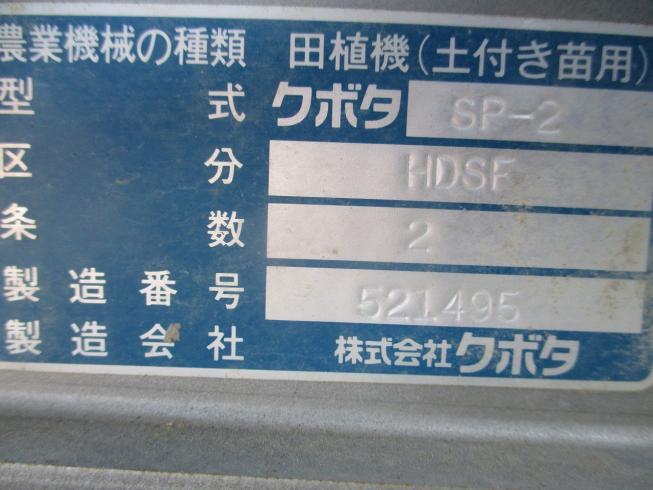 農業機械の種類 田植機(土付き苗用)
型式 クボタ SP-2
区分 HDSF
条数 2
製造番号 521495
製造会社 株式会社クボタ